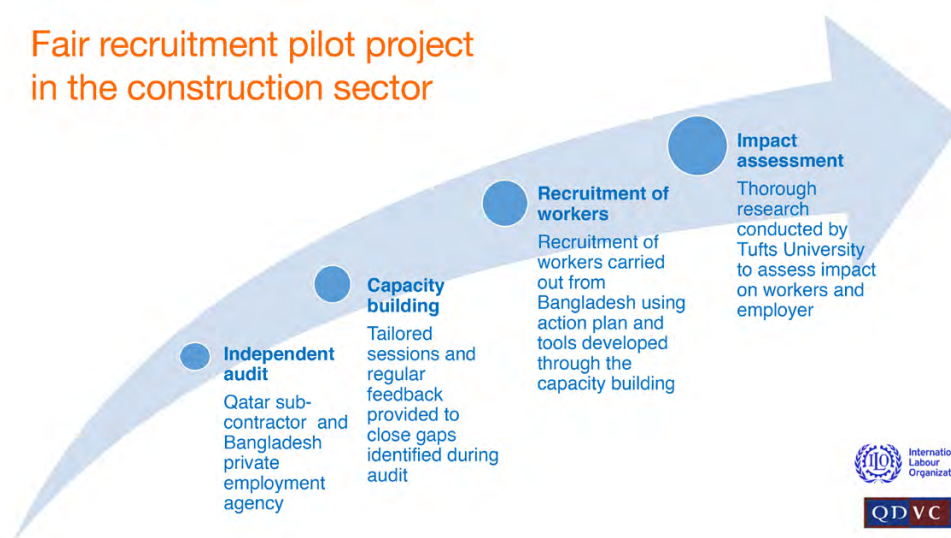 Fair recruitment pilot project
in the construction sector
Independent
audit
Qatar sub-
contractor and
Bangladesh
private
employment
agency
Capacity
building
Tailored
sessions and
regular
feedback
provided to
close gaps
identified during
audit
Recruitment of
workers
Recruitment of
workers carried
out from
Bangladesh using
action plan and
tools developed
through the
capacity building
Impact
assessment
Thorough
research
conducted by
Tufts University
to assess impact
on workers and
employer
ILO
Internatio
Labour
Organizat
QDVC